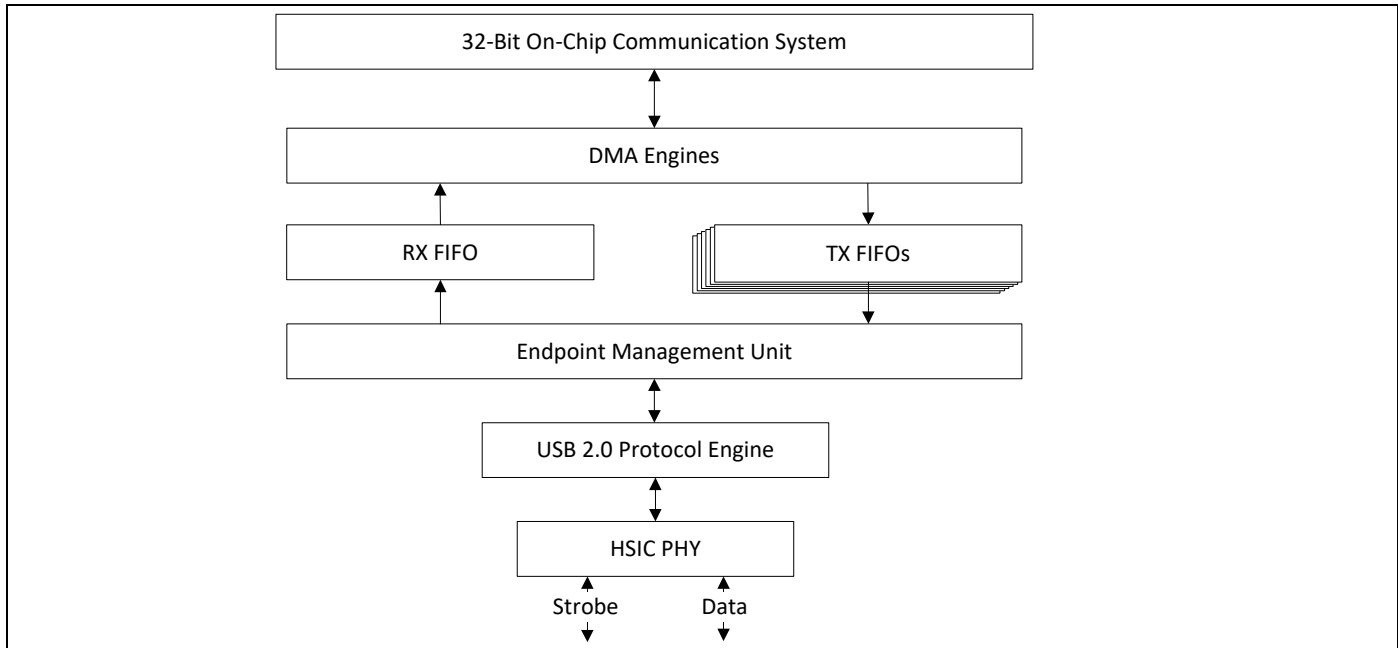 32-Bit On-Chip Communication System
DMA Engines
RX FIFO
TX FIFOs
Endpoint Management Unit
USB 2.0 Protocol Engine
HSIC PHY
Strobe
Data